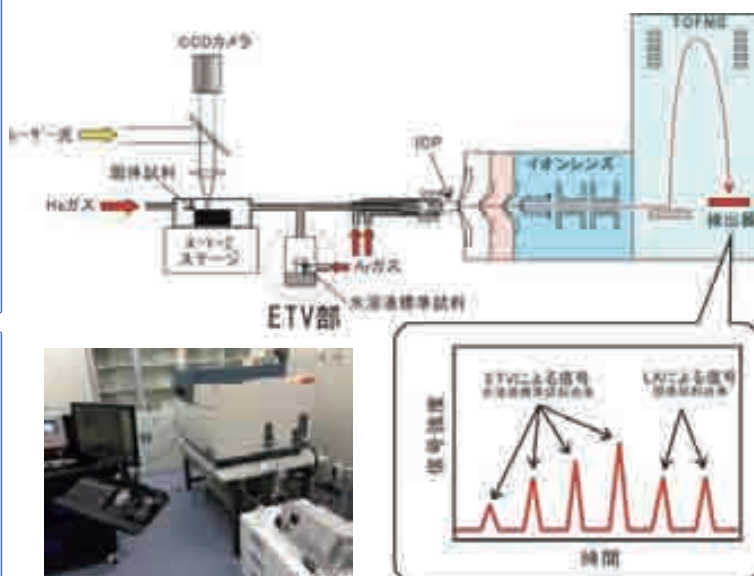 TOFMS
CCDカメラ
レーザー光
ICP
イオンレンズ
固体試料
Heガス
検出器
X-Y-Z
ステージ
Arガス
水溶液標準試料
ETV部
ETVによる信号
水溶液標準試料由来
LAによる信号
固体試料由来
信号強度
時間